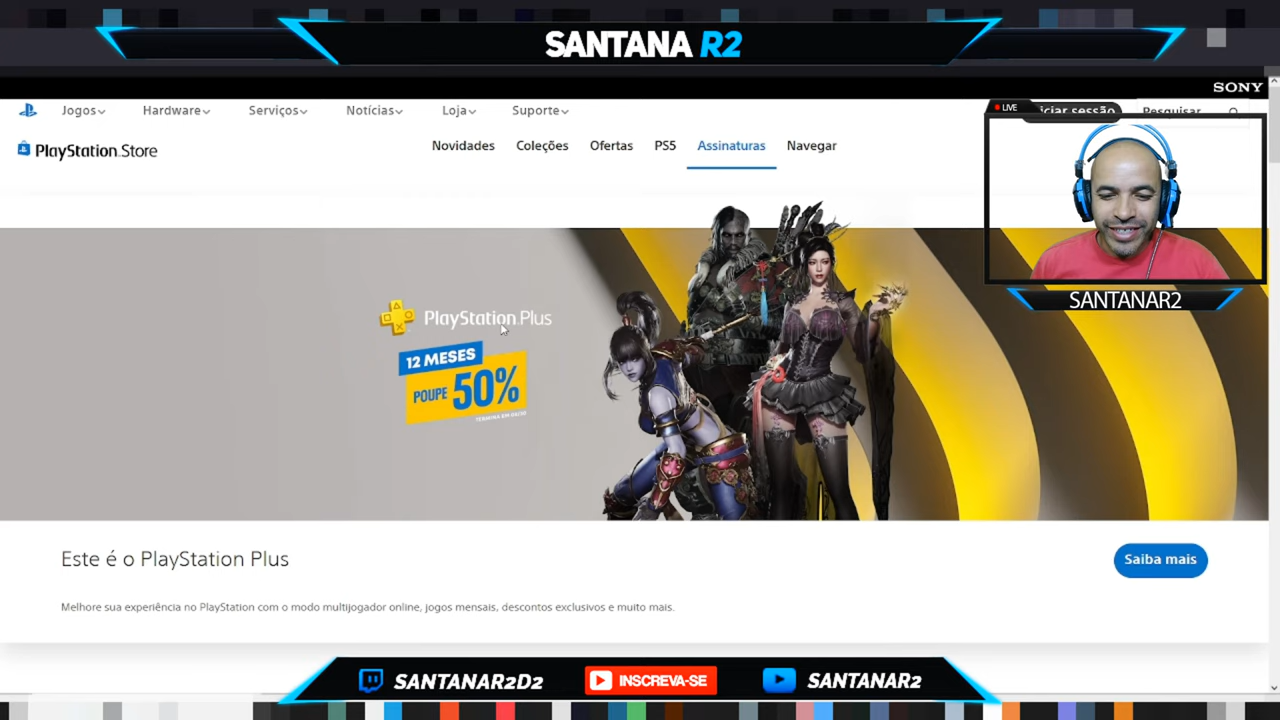 SANTANA R2
SONY
Jogos Hardware Serviços Notícias Loja Suporte
LIVE
iciar sessão
Pesquisar
PlayStation Store
Novidades Coleções Ofertas PS5 Assinaturas Navegar
SANTANAR2
PlayStation Plus
12 MESES
POUPE 50%
Este é o PlayStation Plus
Saiba mais
Melhore sua experiência no PlayStation com o modo multijogador online, jogos mensais, descontos exclusivos e muito mais.
SANTANAR2D2
INSCREVA-SE
SANTANAR2